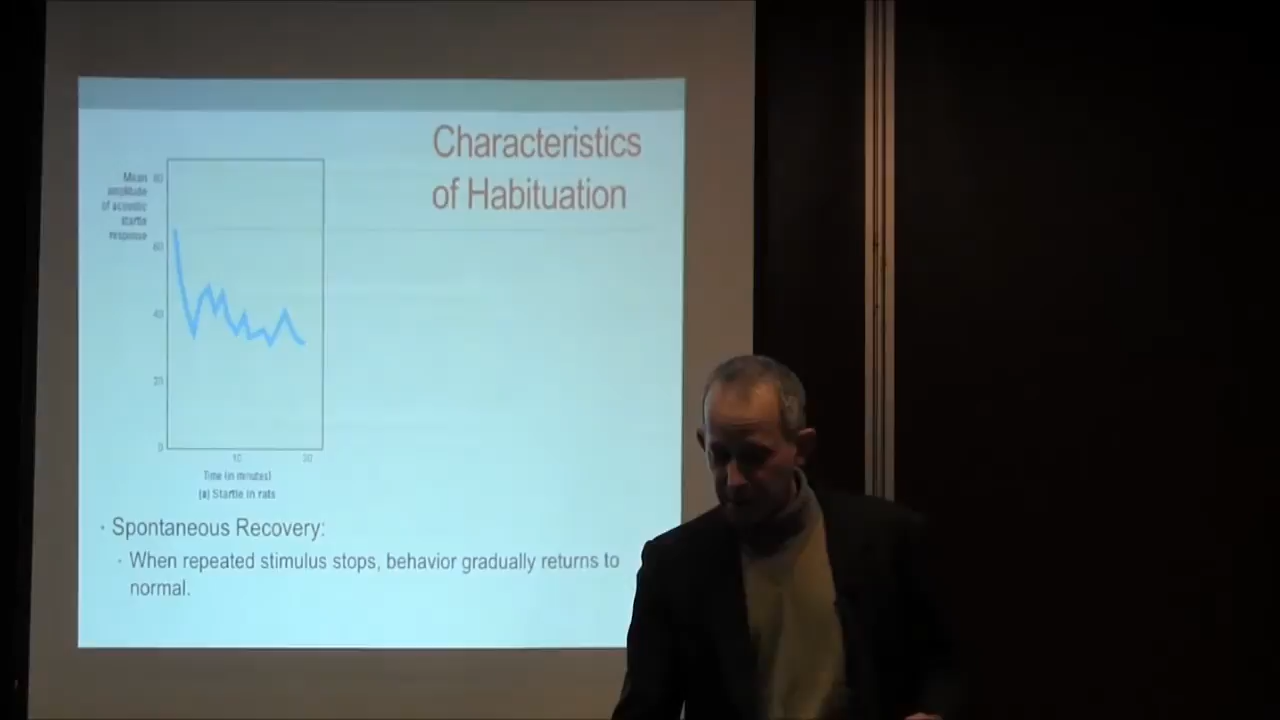 Characteristics
of Habituation
Mean
amplitude
of acoustic
startle
response
80
60
40
20
0
10
20
Time (in minutes)
(a) Startle in rats
• Spontaneous Recovery:
• When repeated stimulus stops, behavior gradually returns to
normal.